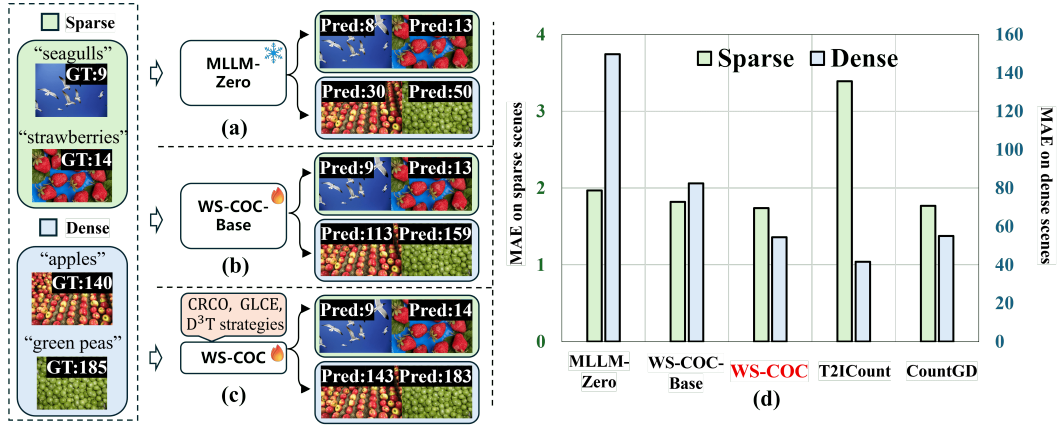 Sparse
“seagulls”
GT:9
“strawberries”
GT:14
Dense
“apples”
GT:140
“green peas”
GT:185
MLLM-
Zero
(a)
Pred:8
Pred:13
Pred:30
Pred:50
WS-COC-
Base
(b)
Pred:9
Pred:13
Pred:113
Pred:159
CRCO, GLCE,
D³T strategies
WS-COC
(c)
Pred:9
Pred:14
Pred:143
Pred:183
MAE on sparse scenes
4
3
2
1
0
Sparse
Dense
160
140
120
100
80
60
40
20
0
MAE on dense scenes
MLLM-
Zero
WS-COC-
Base
WS-COC
T2ICount
CountGD
(d)